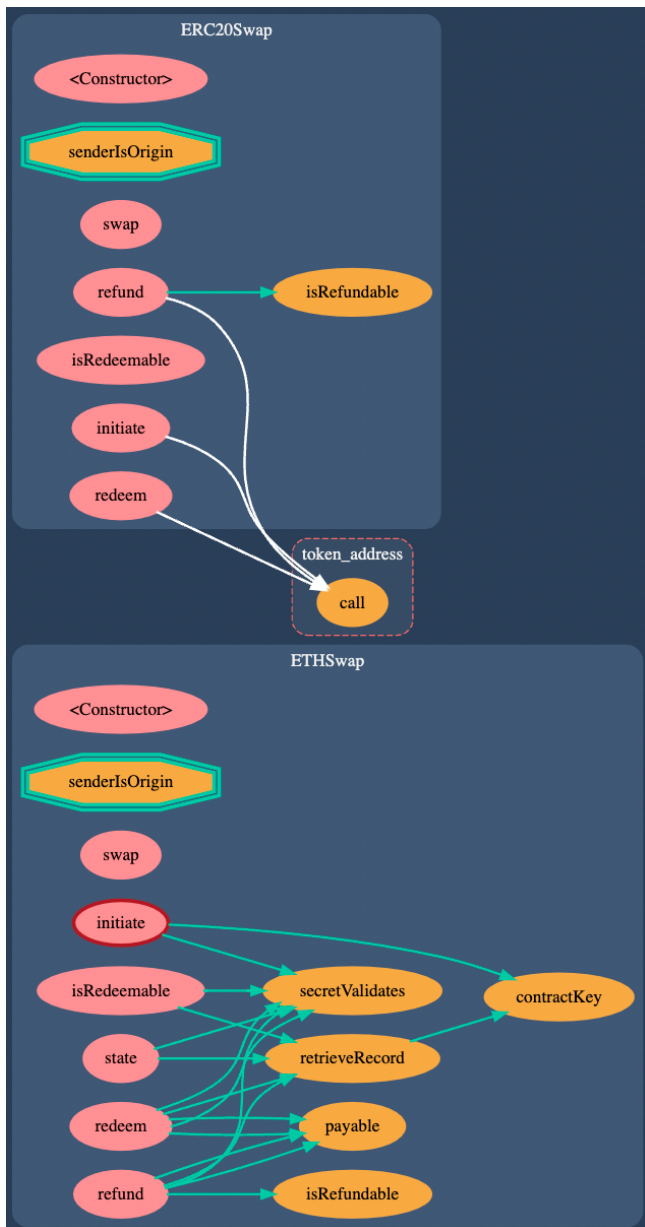 ERC20Swap
<Constructor>
senderIsOrigin
swap
refund
isRefundable
isRedeemable
initiate
redeem
token_address
call
ETHSwap
<Constructor>
senderIsOrigin
swap
initiate
isRedeemable
secretValidates
contractKey
state
retrieveRecord
redeem
payable
refund
isRefundable